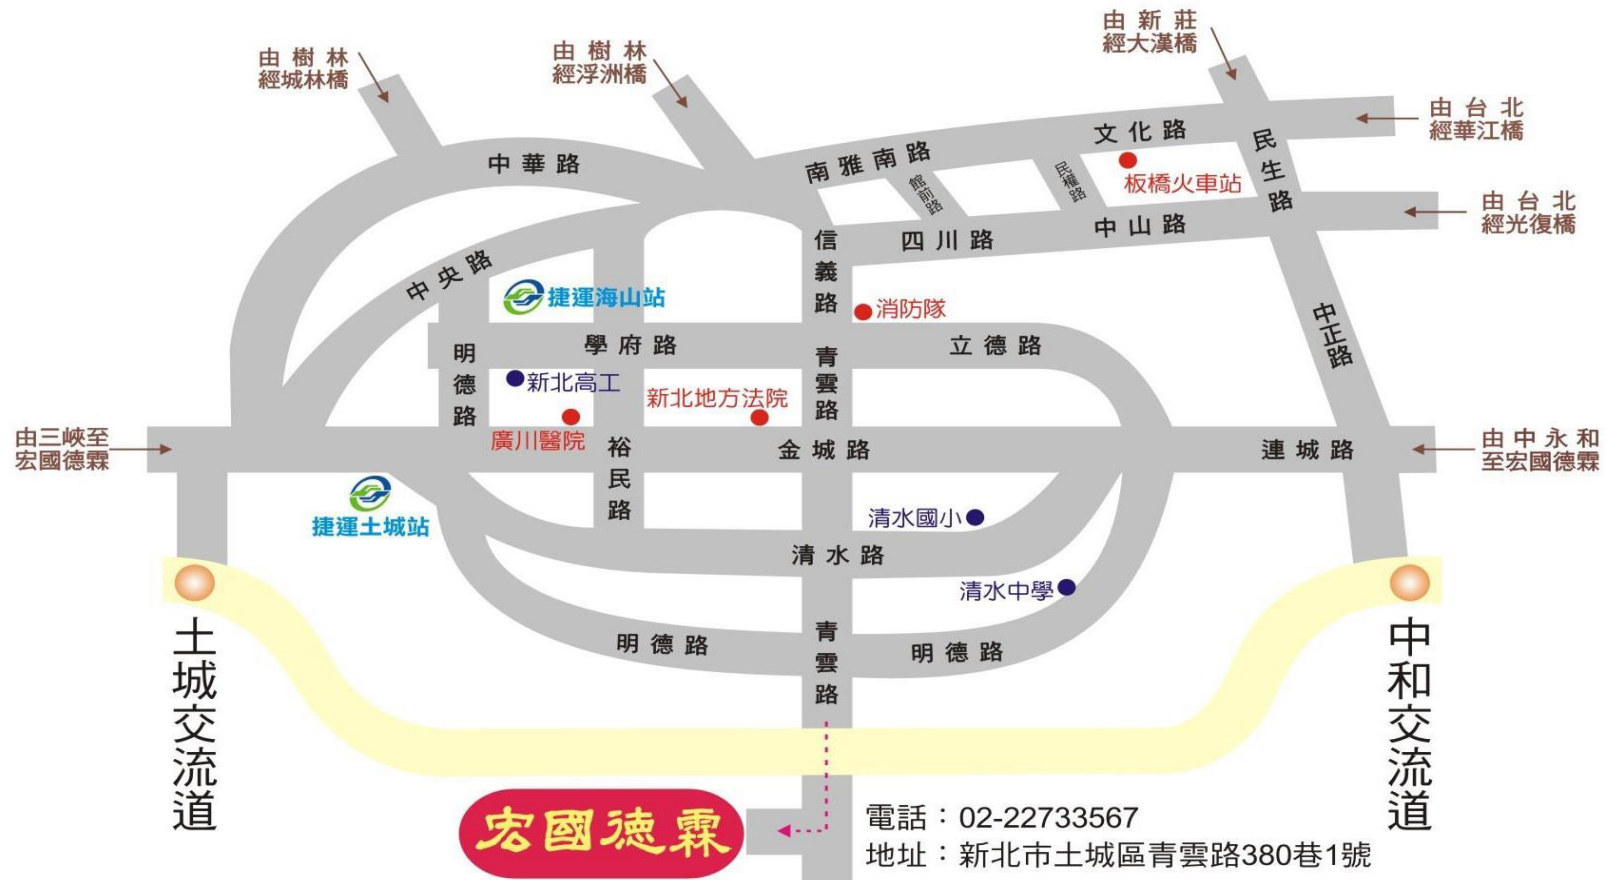 由新莊
經大漢橋
由樹林
經城林橋
由樹林
經浮洲橋
由台北
經華江橋
文化路
南雅南路
中華路
民生路
館前路
民權路
板橋火車站
由台北
經光復橋
中山路
四川路
信義路
中央路
捷運海山站
消防隊
中正路
學府路
立德路
明德路
青雲路
新北高工
新北地方法院
廣川醫院
由三峽至
宏國德霖
裕民路
金城路
連城路
由中永和
至宏國德霖
捷運土城站
清水國小
清水路
清水中學
土城交流道
明德路
青雲路
明德路
中和交流道
宏國德霖
電話：02-22733567
地址：新北市土城區青雲路380巷1號